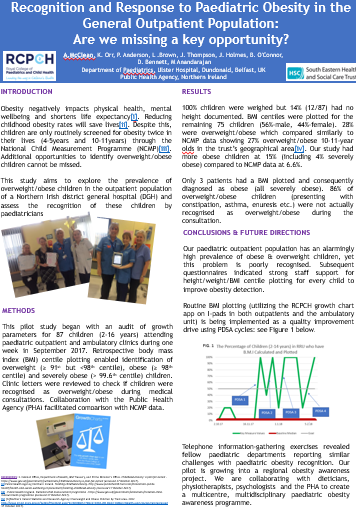 Recognition and Response to Paediatric Obesity in the
General Outpatient Population:
Are we missing a key opportunity?
A.McClean, K. Orr, P. Anderson, L .Brown, J. Thompson, J. Holmes, D. O'Connor,
D. Bennett, M Anandarajan
Department of Paediatrics, Ulster Hospital, Dundonald, Belfast, UK
Public Health Agency, Northern Ireland
RCPCH
Royal College of
Paediatrics and Child Health
HSC South Eastern Health
and Social Care Trust
INTRODUCTION
Obesity negatively impacts physical health, mental
wellbeing and shortens life expectancy[i]. Reducing
childhood obesity rates will save lives[ii]. Despite this,
children are only routinely screened for obesity twice in
their lives (4-5years and 10-11years) through the
National Child Measurement Programme (NCMP)[iii].
Additional opportunities to identify overweight/obese
children cannot be missed.
This study aims to explore the prevalence of
overweight/obese children in the outpatient population
of a Northern Irish district general hospital (DGH) and
assess the recognition of these children by
paediatricians
METHODS
This pilot study began with an audit of growth
parameters for 87 children (2-16 years) attending
paediatric outpatient and ambulatory clinics during one
week in September 2017. Retrospective body mass
index (BMI) centile plotting enabled identification of
overweight (≥ 91st but <98th centile), obese (≥ 98th
centile) and severely obese (> 99.6th centile) children.
Clinic letters were reviewed to check if children were
recognised as overweight/obese during medical
consultations. Collaboration with the Public Health
Agency (PHA) facilitated comparison with NCMP data.
RESULTS
100% children were weighed but 14% (12/87) had no
height documented. BMI centiles were plotted for the
remaining 75 children (56%-male, 44%-female). 28%
were overweight/obese which compared similarly to
NCMP data showing 27% overweight/obese 10-11-year
olds in the trust's geographical area[iv]. Our study had
more obese children at 15% (including 4% severely
obese) compared to NCMP data at 6.6%.
Only 3 patients had a BMI plotted and consequently
diagnosed as obese (all severely obese). 86% of
overweight/obese children (presenting with
constipation, asthma, enuresis etc.) were not actually
recognised as overweight/obese during the
consultation.
CONCLUSIONS & FUTURE DIRECTIONS
Our paediatric outpatient population has an alarmingly
high prevalence of obese & overweight children, yet
this problem is poorly recognised. Subsequent
questionnaires indicated strong staff support for
height/weight/BMI centile plotting for every child to
improve obesity detection.
Routine BMI plotting (utilizing the RCPCH growth chart
app on I-pads in both outpatients and the ambulatory
unit) is being implemented as a quality improvement
drive using PDSA cycles: see Figure 1 below.
Telephone information-gathering exercises revealed
fellow paediatric departments reporting similar
challenges with paediatric obesity recognition. Our
pilot is growing into a regional obesity awareness
project. We are collaborating with dieticians,
physiotherapists, psychologists and the PHA to create
a multicentre, multidisciplinary paediatric obesity
awareness programme.